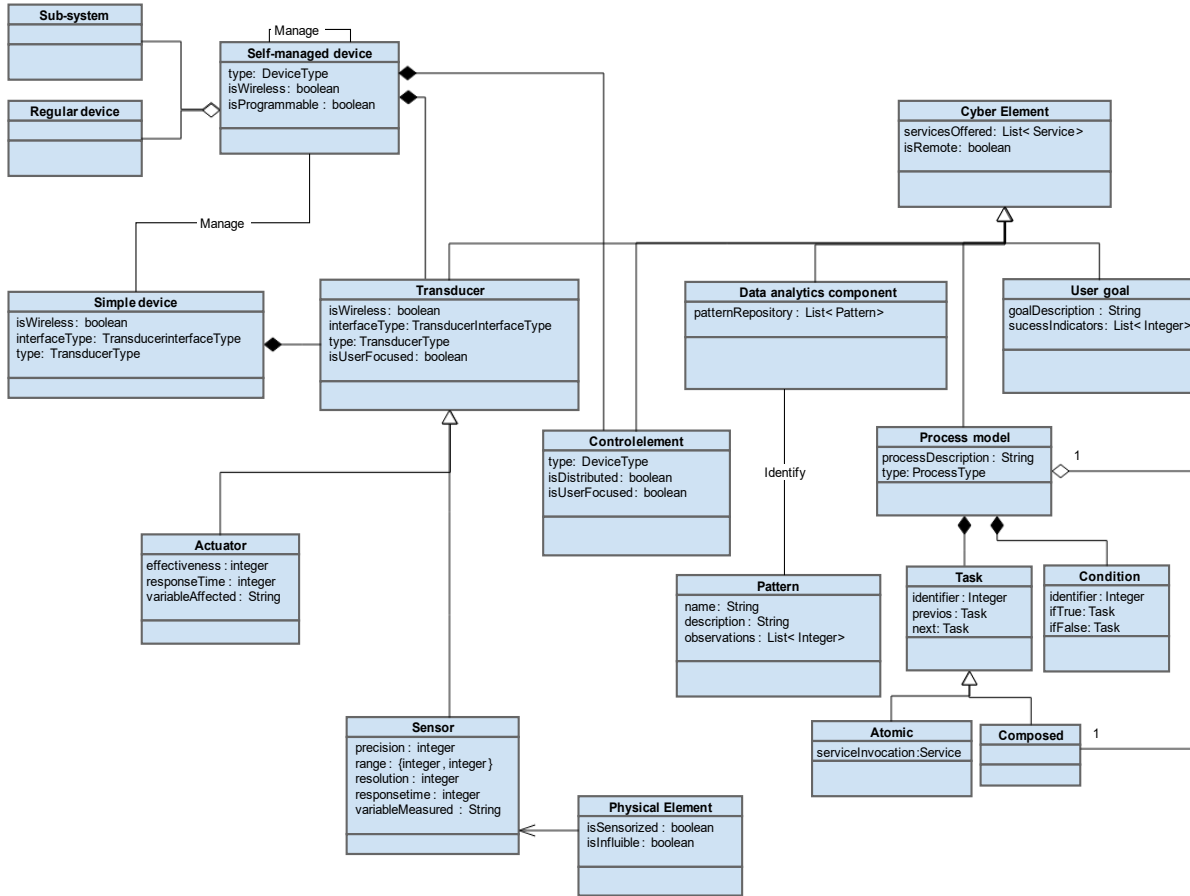 Sub-system
Manage
Self-managed device
type: DeviceType
isWireless: boolean
isProgrammable : boolean
Regular device
Cyber Element
servicesOffered: List< Service>
isRemote: boolean
Manage
Simple device
isWireless: boolean
interfaceType: TransducerinterfaceType
type: TransducerType
Transducer
isWireless: boolean
interfaceType: TransducerInterfaceType
type: TransducerType
isUserFocused: boolean
Data analytics component
patternRepository : List< Pattern>
User goal
goalDescription : String
sucessIndicators: List< Integer>
Controlelement
type: DeviceType
isDistributed: boolean
isUserFocused: boolean
Identify
Process model
processDescription : String
type: ProcessType
1
Actuator
effectiveness : integer
responseTime : integer
variableAffected : String
Pattern
name : String
description : String
observations : List< Integer>
Task
identifier : Integer
previos: Task
next: Task
Condition
identifier: Integer
ifTrue: Task
ifFalse: Task
Sensor
precision : integer
range : {integer, integer}
resolution : integer
responsetime : integer
variableMeasured : String
Atomic
serviceInvocation:Service
Composed
1
Physical Element
isSensorized : boolean
isInfluible : boolean